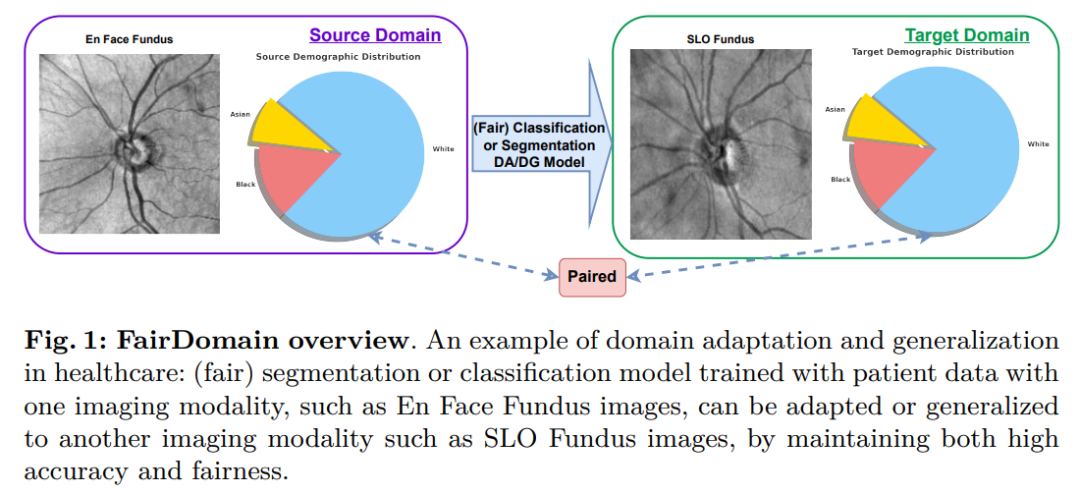 En Face Fundus
Source Domain
Source Demographic Distribution
Asian
White
Black
(Fair) Classification
or Segmentation
DA/DG Model
SLO Fundus
Target Domain
Target Demographic Distribution
Asian
White
Black
Paired
Fig. 1: FairDomain overview. An example of domain adaptation and generalization
in healthcare: (fair) segmentation or classification model trained with patient data with
one imaging modality, such as En Face Fundus images, can be adapted or generalized
to another imaging modality such as SLO Fundus images, by maintaining both high
accuracy and fairness.